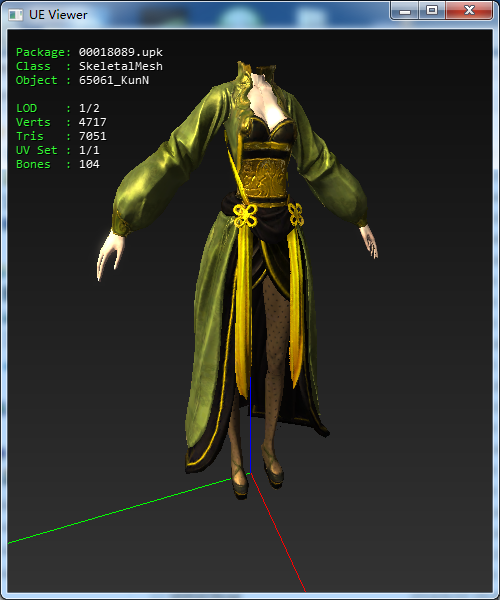 UE Viewer
Package: 00018089.upk
Class  : SkeletalMesh
Object : 65061_KunN
LOD    : 1/2
Verts  : 4717
Tris   : 7051
UV Set : 1/1
Bones  : 104